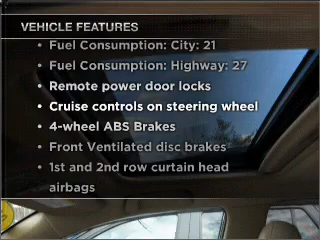 VEHICLE FEATURES
• Fuel Consumption: City: 21
• Fuel Consumption: Highway: 27
• Remote power door locks
• Cruise controls on steering wheel
• 4-wheel ABS Brakes
• Front Ventilated disc brakes
• 1st and 2nd row curtain head
airbags